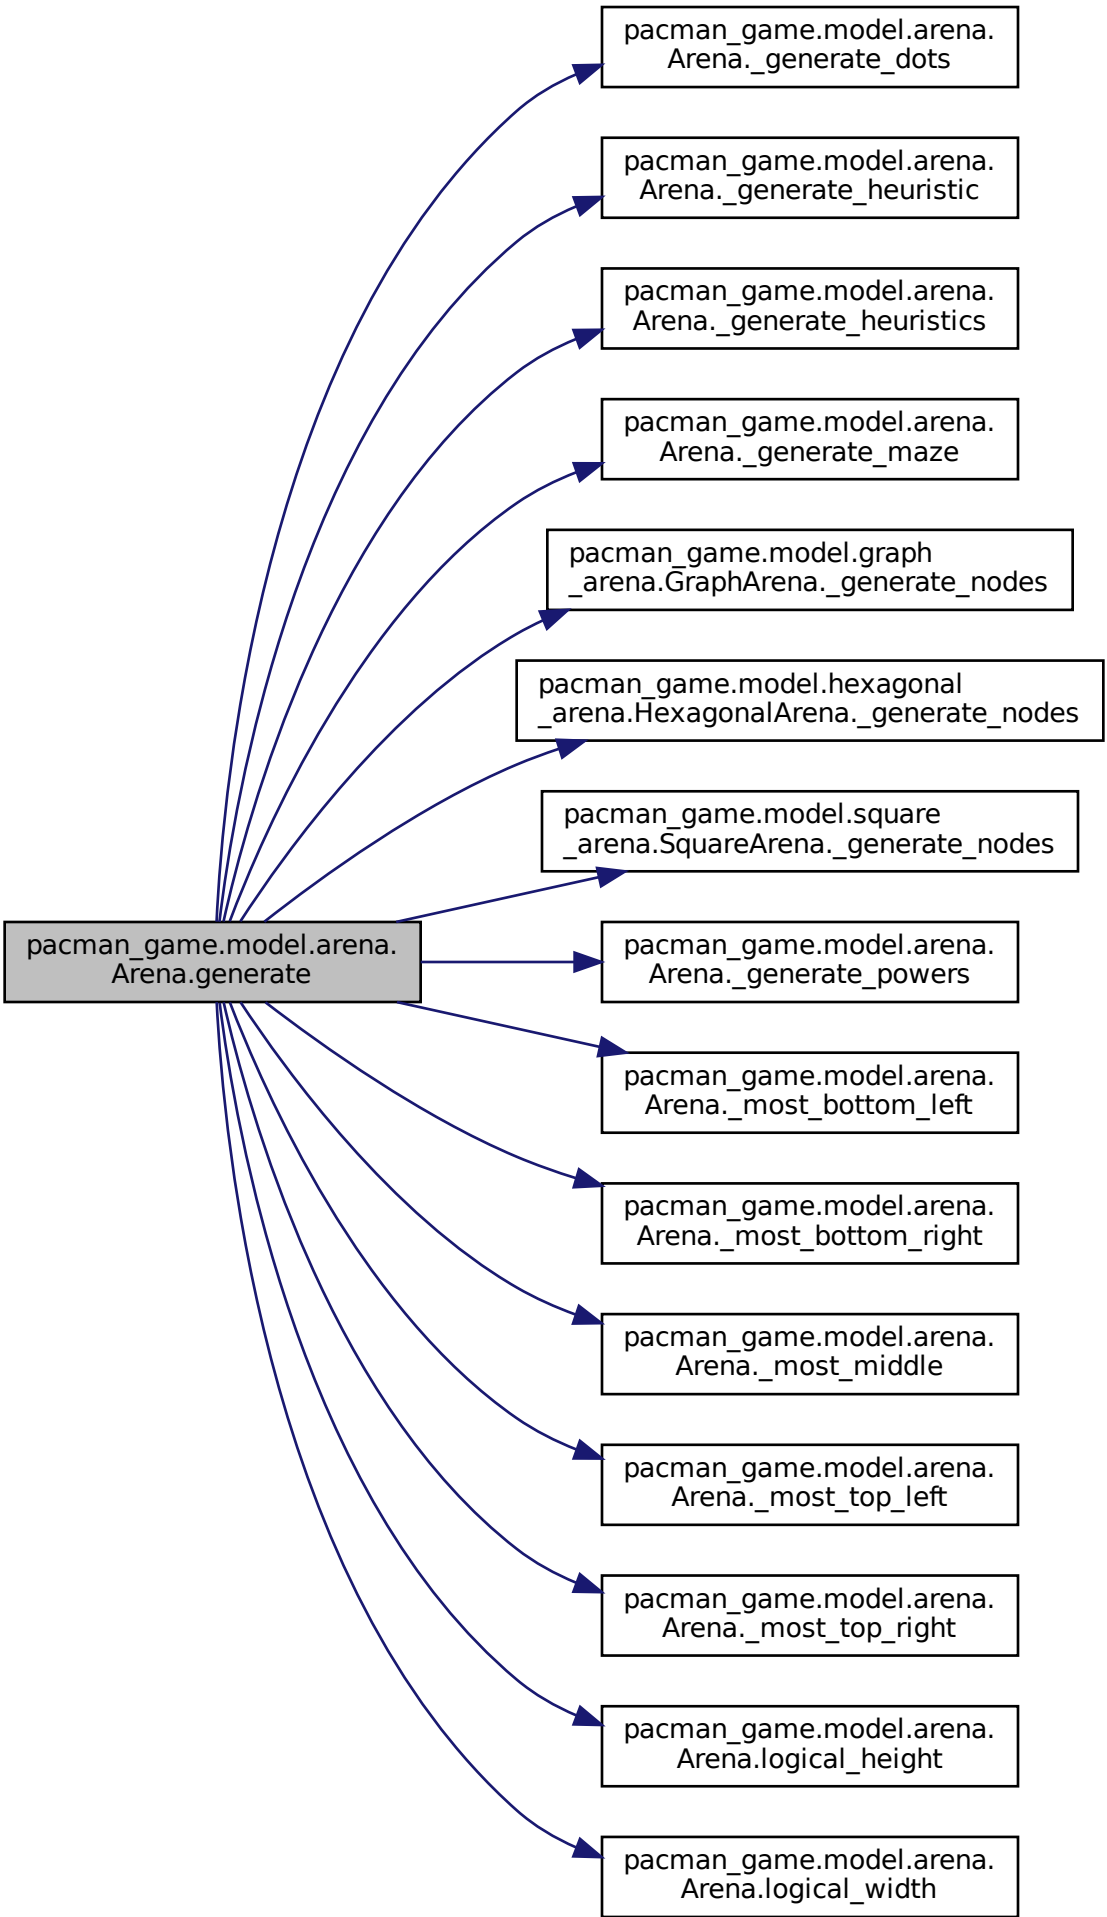 pacman_game.model.arena.
Arena._generate_dots
pacman_game.model.arena.
Arena._generate_heuristic
pacman_game.model.arena.
Arena._generate_heuristics
pacman_game.model.arena.
Arena._generate_maze
pacman_game.model.graph
_arena.GraphArena._generate_nodes
pacman_game.model.hexagonal
_arena.HexagonalArena._generate_nodes
pacman_game.model.square
_arena.SquareArena._generate_nodes
pacman_game.model.arena.
Arena.generate
pacman_game.model.arena.
Arena._generate_powers
pacman_game.model.arena.
Arena._most_bottom_left
pacman_game.model.arena.
Arena._most_bottom_right
pacman_game.model.arena.
Arena._most_middle
pacman_game.model.arena.
Arena._most_top_left
pacman_game.model.arena.
Arena._most_top_right
pacman_game.model.arena.
Arena.logical_height
pacman_game.model.arena.
Arena.logical_width